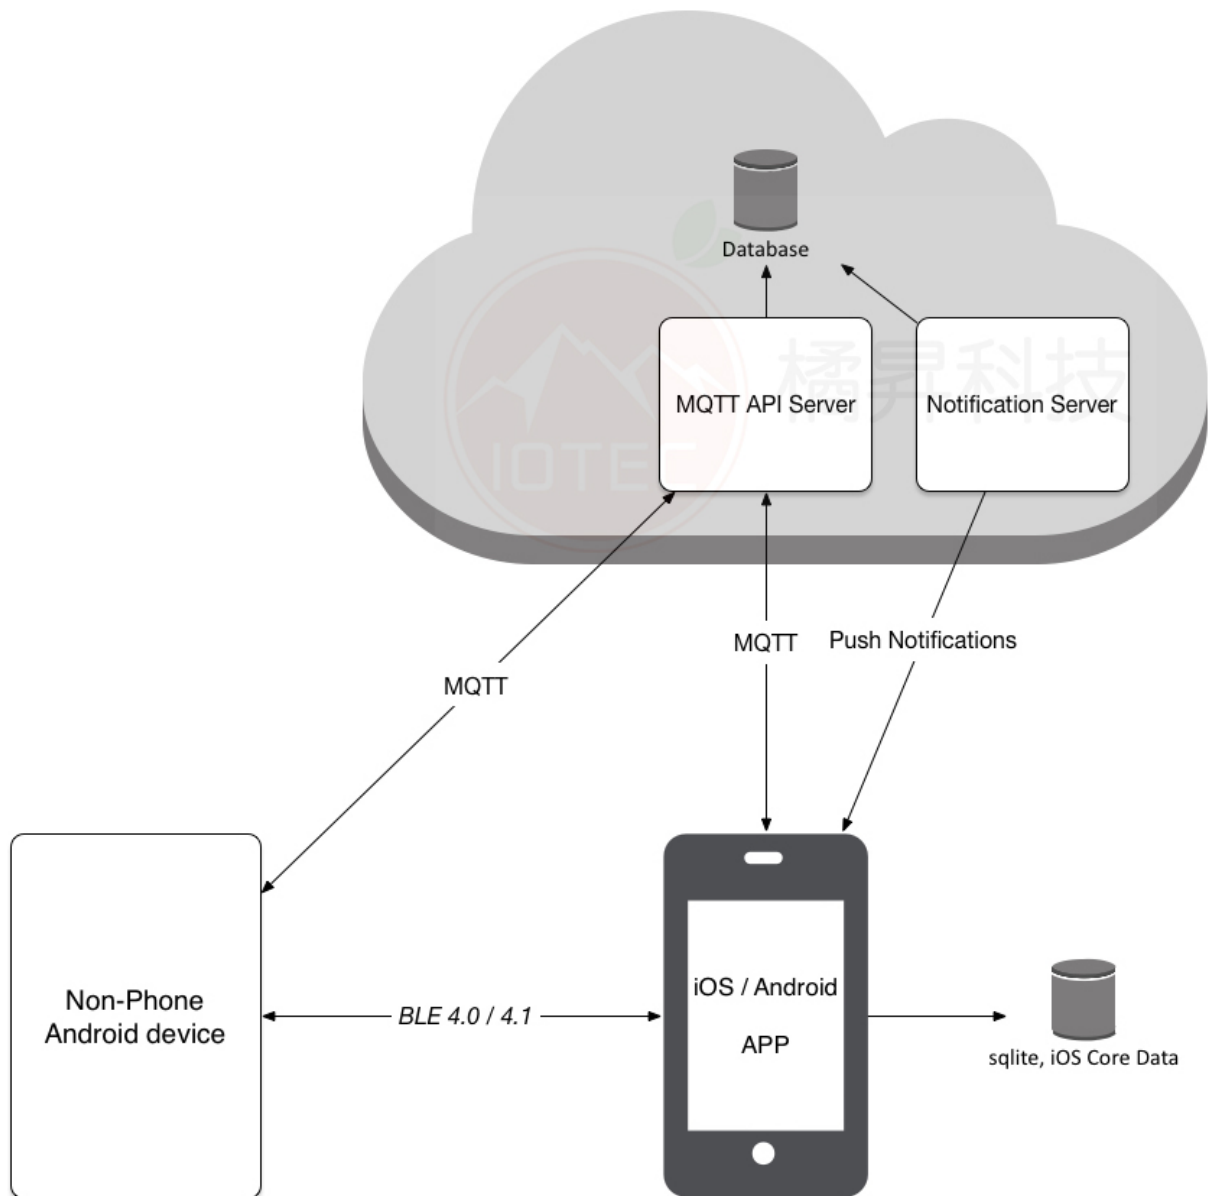 Database
橘昇科技
MQTT API Server
Notification Server
IOTEC
MQTT
Push Notifications
MQTT
Non-Phone
Android device
BLE 4.0 / 4.1
iOS / Android
APP
sqlite, iOS Core Data